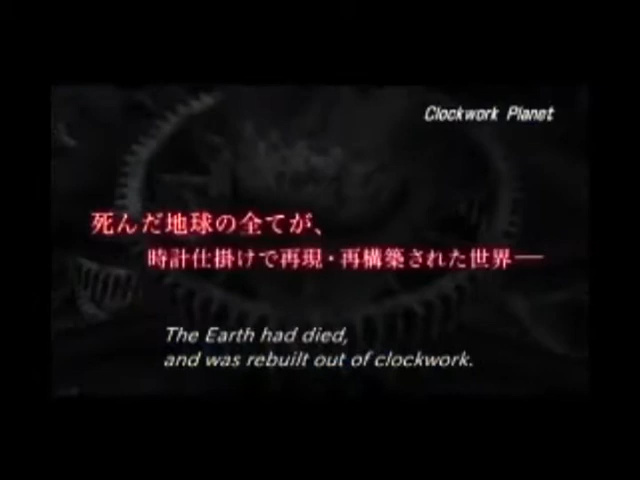 Clockwork Planet
死んだ地球の全てが、
時計仕掛けで再現・再構築された世界──
The Earth had died,
and was rebuilt out of clockwork.